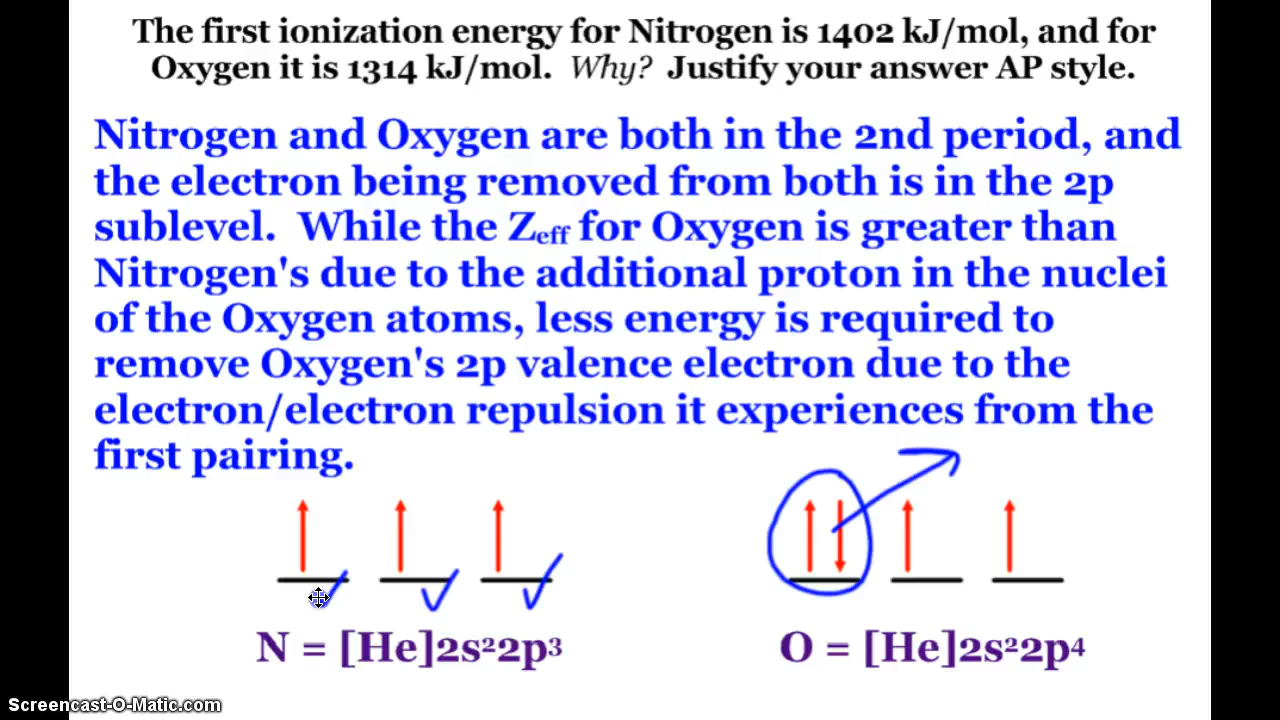 The first ionization energy for Nitrogen is 1402 kJ/mol, and for
Oxygen it is 1314 kJ/mol.  Why?  Justify your answer AP style.
Nitrogen and Oxygen are both in the 2nd period, and
the electron being removed from both is in the 2p
sublevel.  While the Zeff for Oxygen is greater than
Nitrogen's due to the additional proton in the nuclei
of the Oxygen atoms, less energy is required to
remove Oxygen's 2p valence electron due to the
electron/electron repulsion it experiences from the
first pairing.
N = [He]2s²2p³
O = [He]2s²2p⁴
Screencast-O-Matic.com